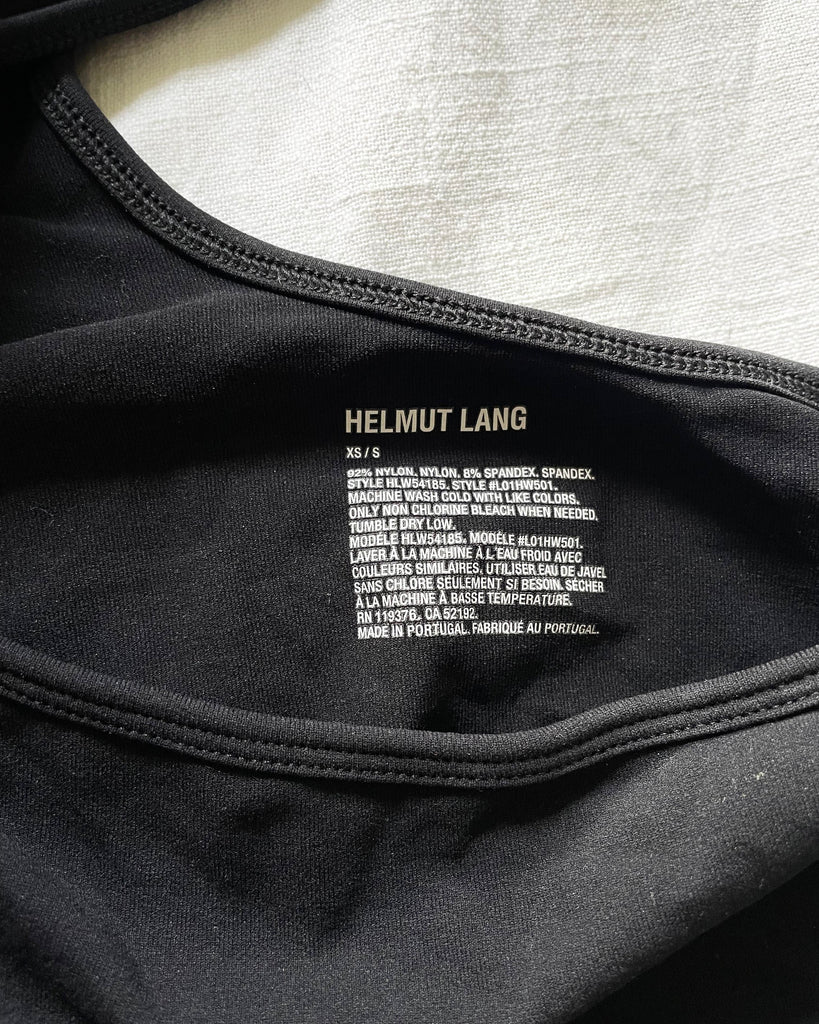 HELMUT LANG
XS / S
92% NYLON. NYLON. 8% SPANDEX. SPANDEX.
STYLE HLW54185. STYLE #L01HW501.
MACHINE WASH COLD WITH LIKE COLORS.
ONLY NON CHLORINE BLEACH WHEN NEEDED.
TUMBLE DRY LOW.
MODÈLE HLW54185. MODÈLE #L01HW501.
LAVER À LA MACHINE À L'EAU FROID AVEC
COULEURS SIMILAIRES. UTILISER EAU DE JAVEL
SANS CHLORE SEULEMENT SI BESOIN. SÉCHER
À LA MACHINE À BASSE TEMPERATURE.
RN 119376. CA 52192.
MADE IN PORTUGAL. FABRIQUÉ AU PORTUGAL.